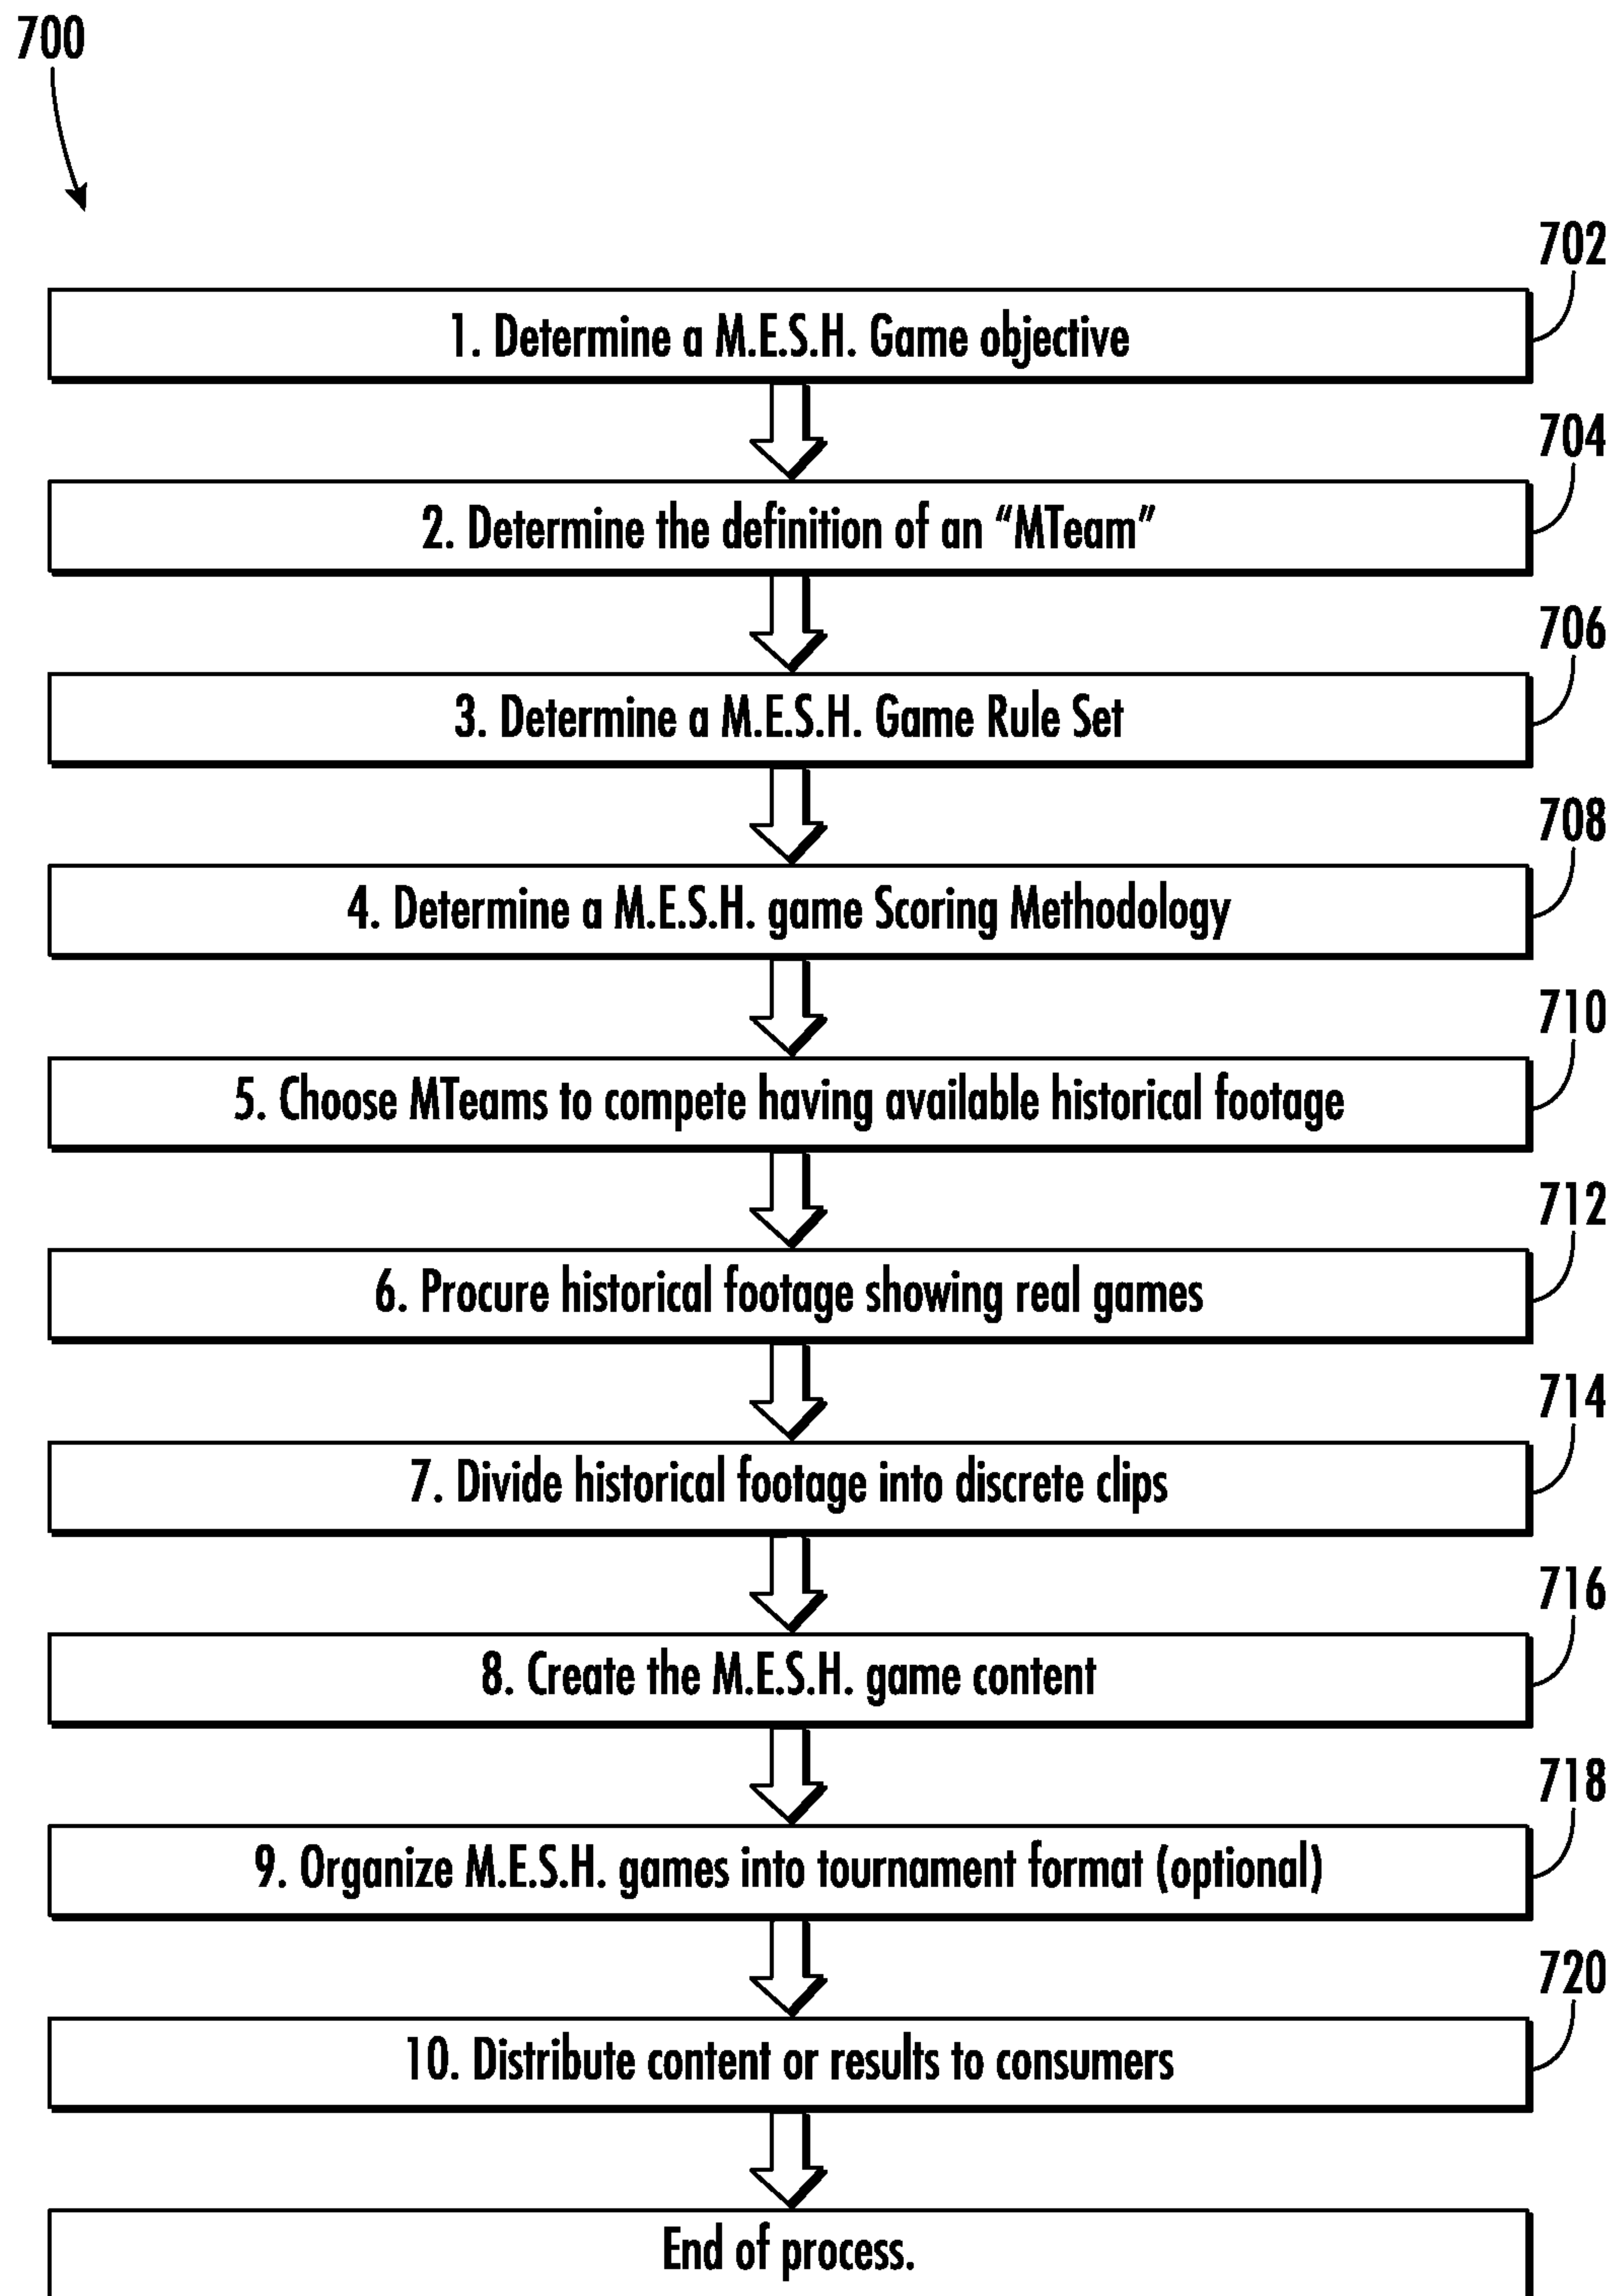 700
702
1. Determine a M.E.S.H. Game objective
704
2. Determine the definition of an “MTeam”
706
3. Determine a M.E.S.H. Game Rule Set
708
4. Determine a M.E.S.H. game Scoring Methodology
710
5. Choose MTeams to compete having available historical footage
712
6. Procure historical footage showing real games
714
7. Divide historical footage into discrete clips
716
8. Create the M.E.S.H. game content
718
9. Organize M.E.S.H. games into tournament format (optional)
720
10. Distribute content or results to consumers
End of process.